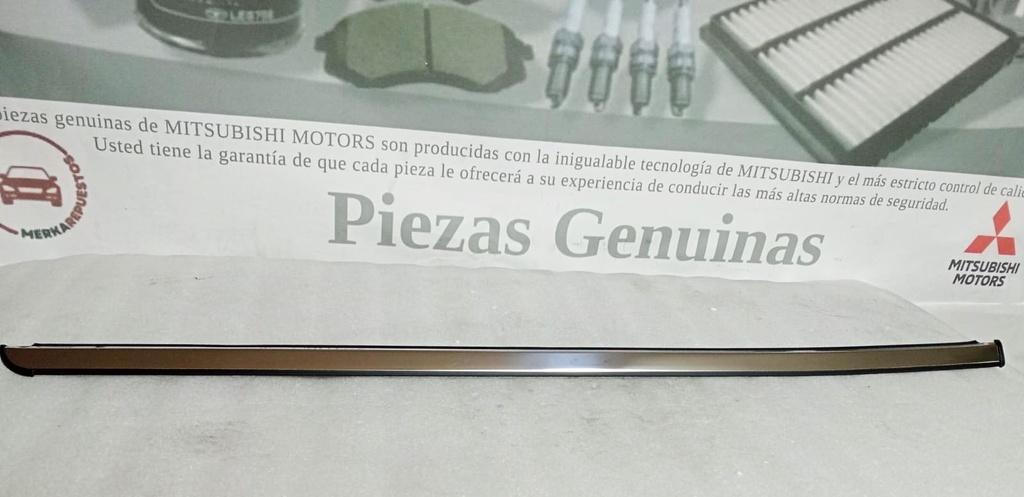 piezas genuinas de MITSUBISHI MOTORS son producidas con la inigualable tecnología de MITSUBISHI y el más estricto control de cali
Usted tiene la garantía de que cada pieza le ofrecerá a su experiencia de conducir las más altas normas de seguridad.
MERKAREPUESTOS
Piezas Genuinas
MITSUBISHI
MOTORS